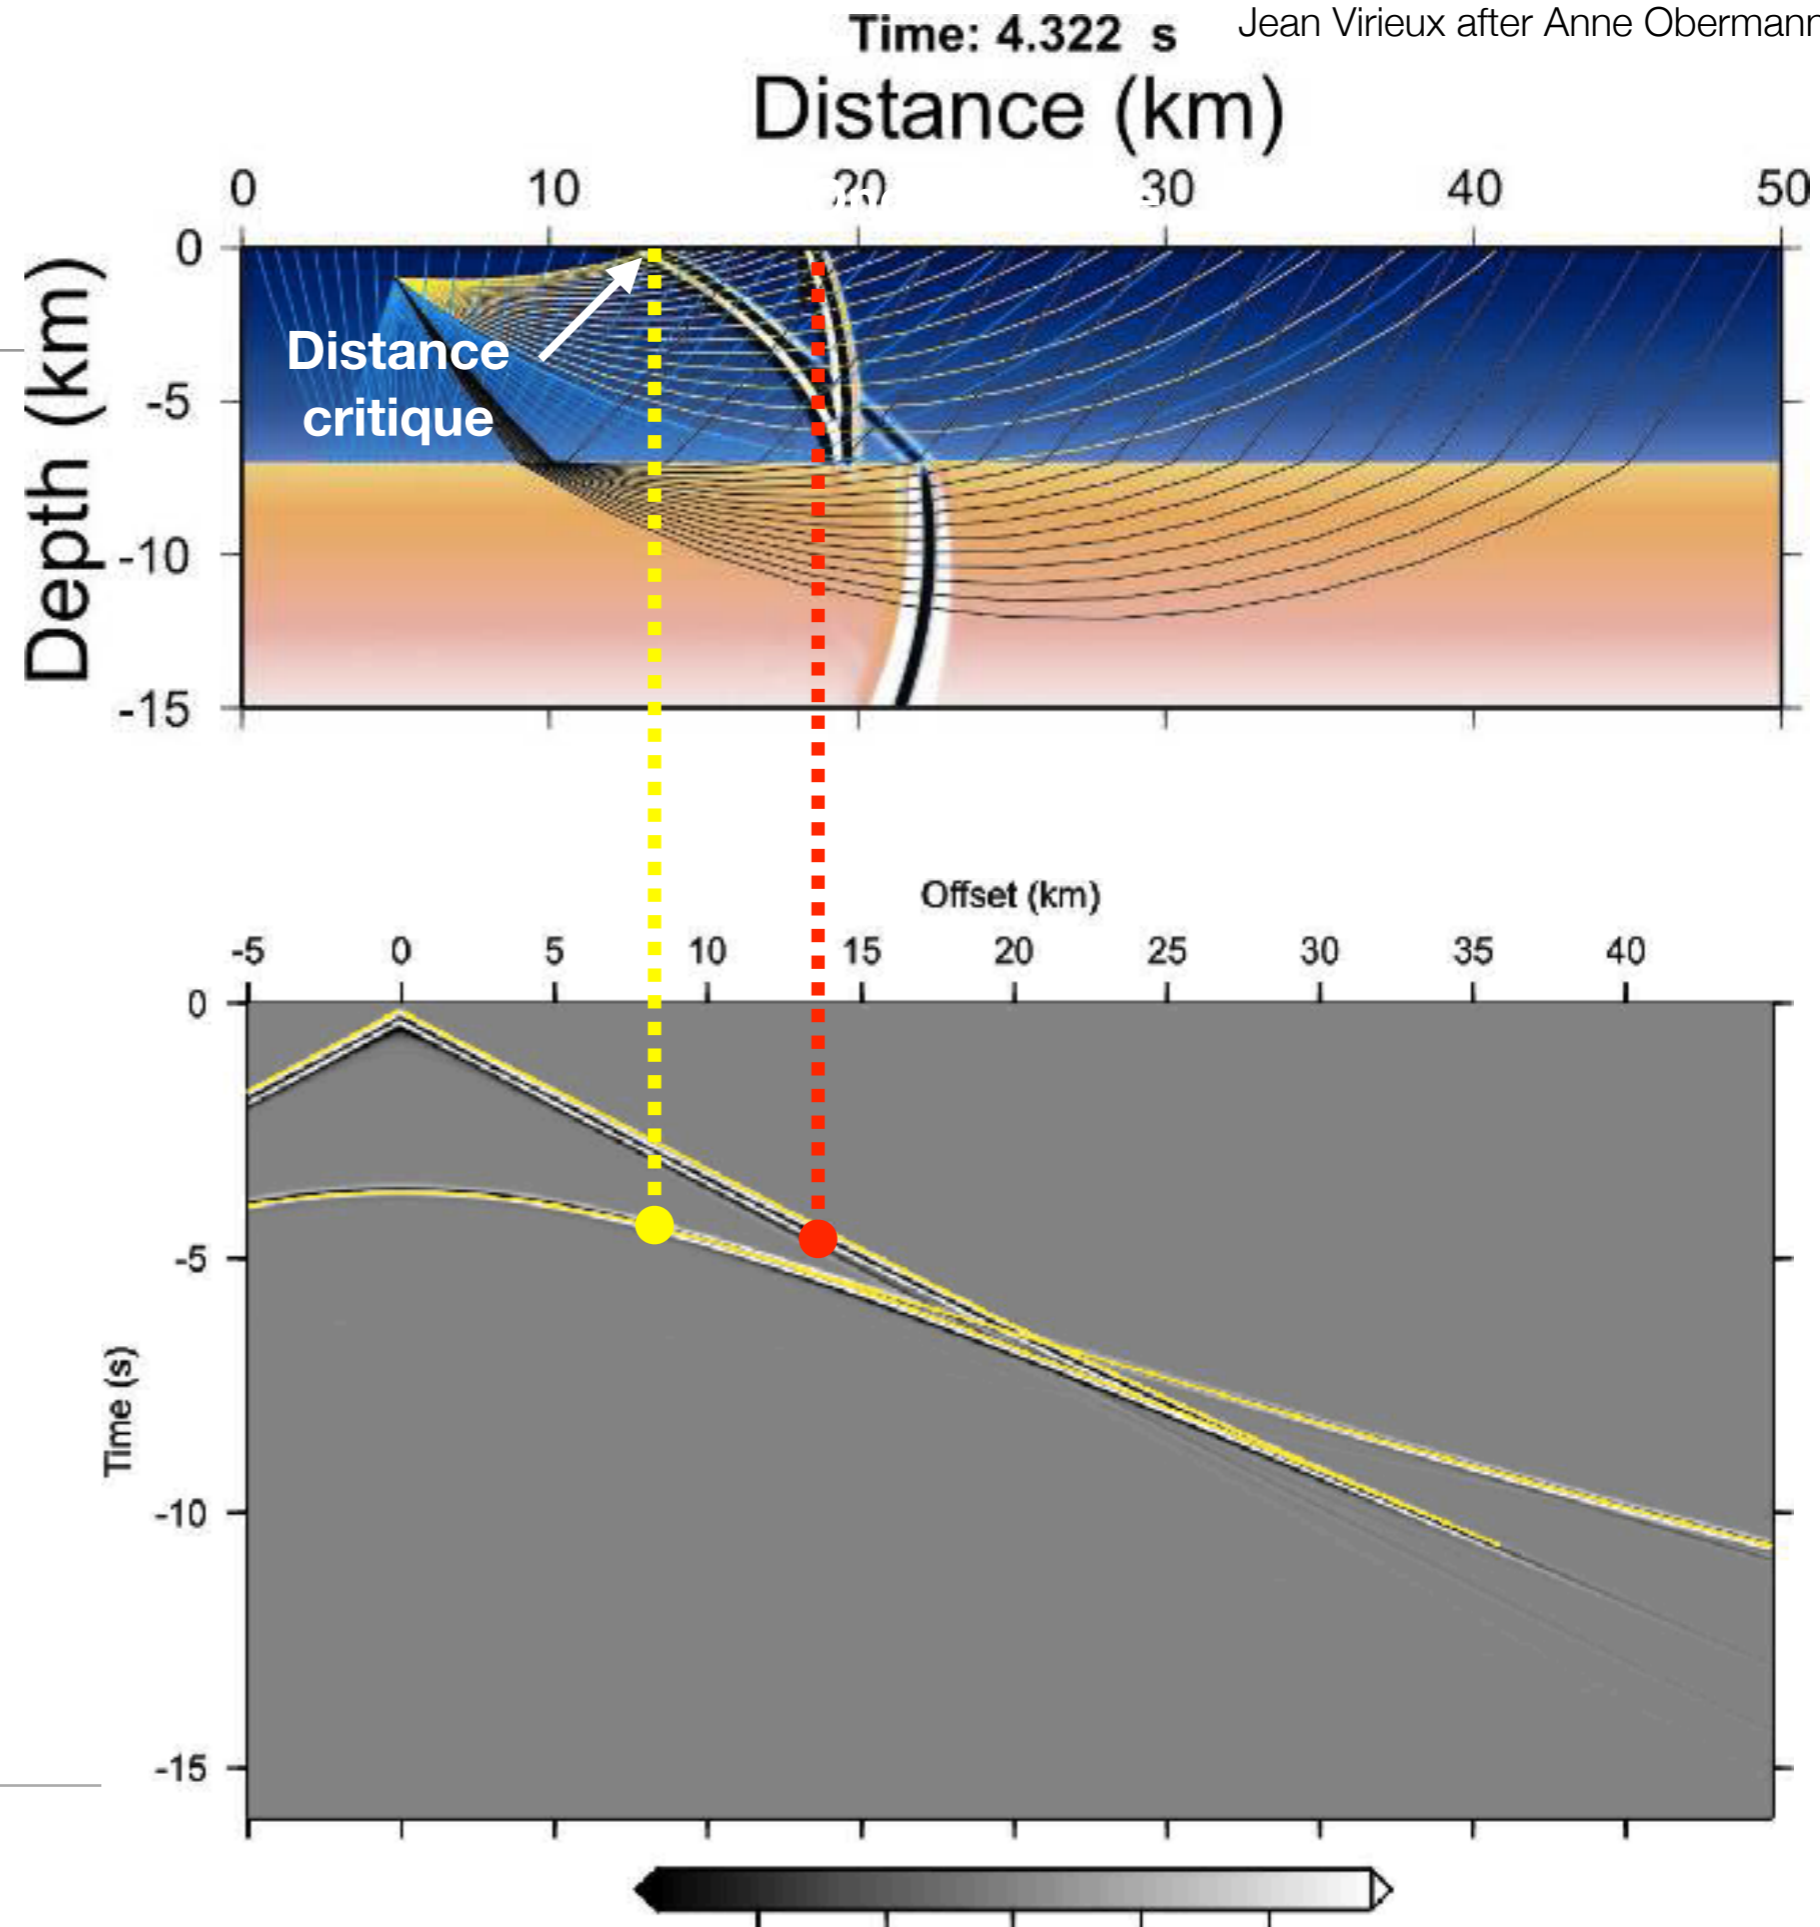 Jean Virieux after Anne Obermann
Time: 4.322 s
Distance (km)
0 10 20 30 40 50
Depth (km)
0
-5
-10
-15
Distance
critique
Offset (km)
-5 0 5 10 15 20 25 30 35 40
Time (s)
0
-5
-10
-15